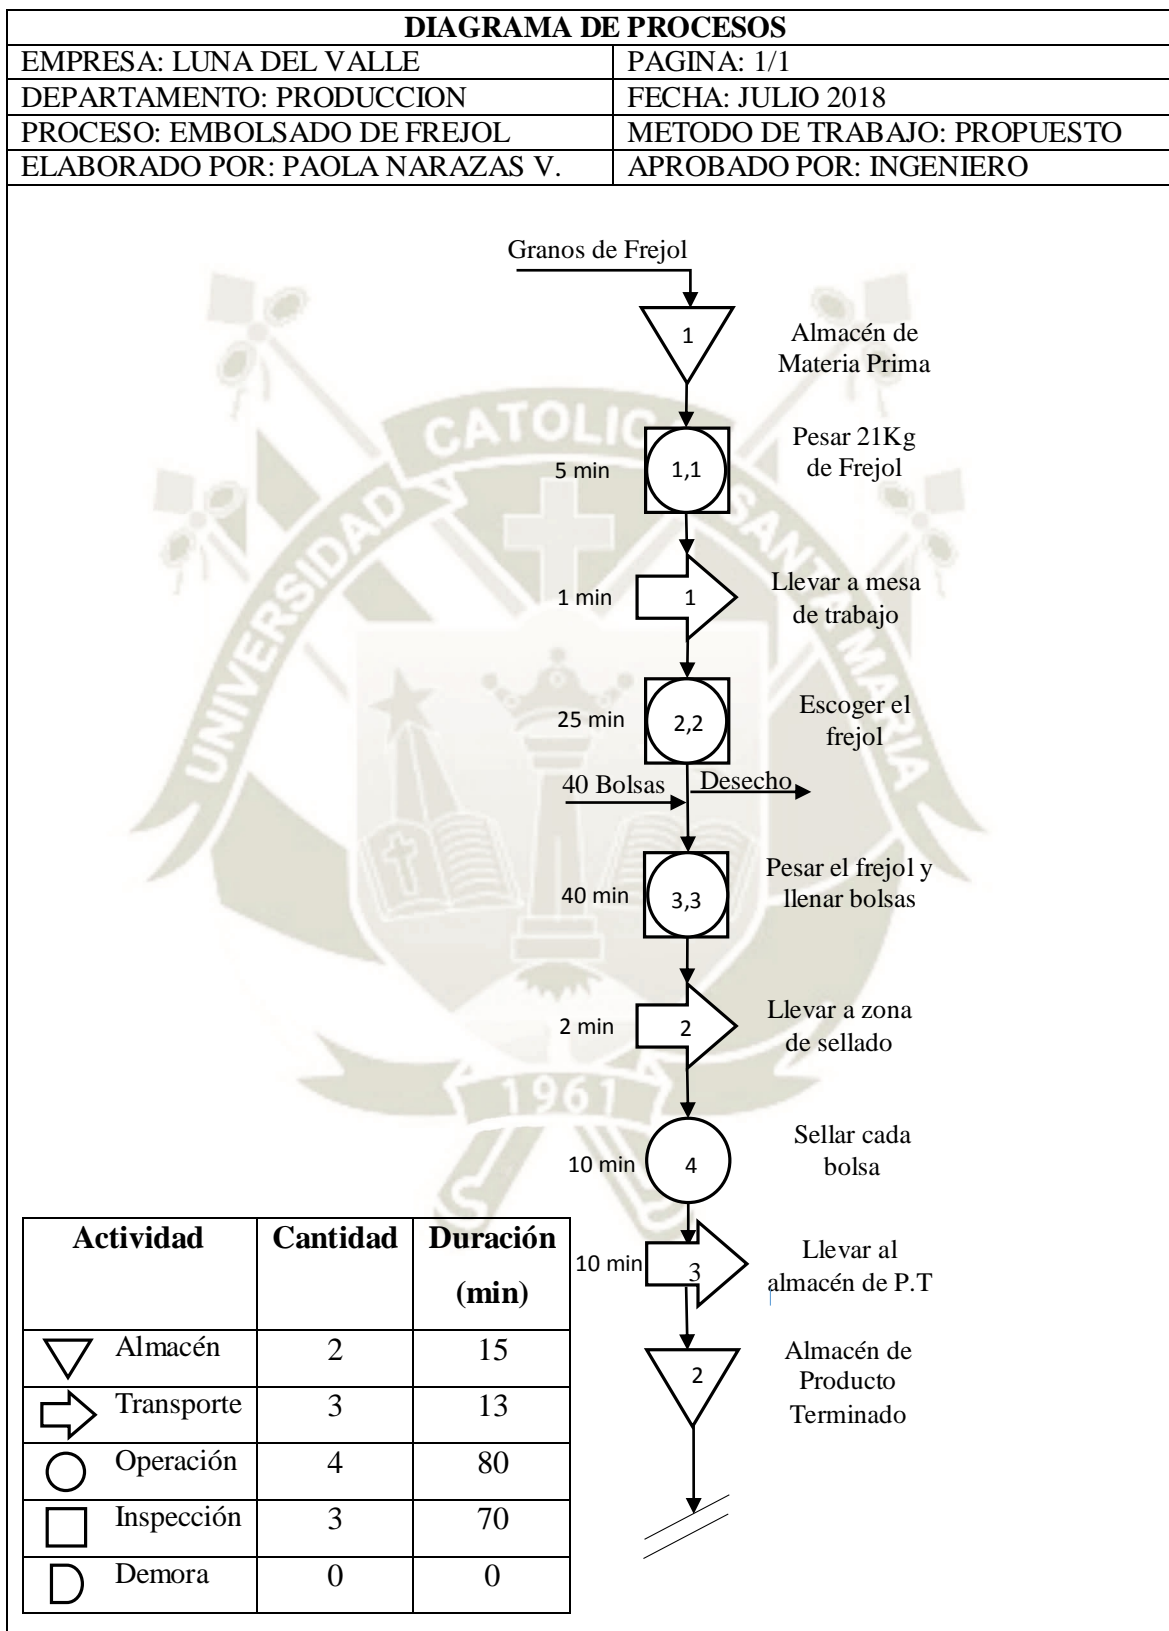 DIAGRAMA DE PROCESOS
EMPRESA: LUNA DEL VALLE
PAGINA: 1/1
DEPARTAMENTO: PRODUCCION
FECHA: JULIO 2018
PROCESO: EMBOLSADO DE FREJOL
METODO DE TRABAJO: PROPUESTO
ELABORADO POR: PAOLA NARAZAS V.
APROBADO POR: INGENIERO
Granos de Frejol
1
Almacén de
Materia Prima
5 min
1,1
Pesar 21Kg
de Frejol
1 min
1
Llevar a mesa
de trabajo
25 min
2,2
Escoger el
frejol
40 Bolsas
Desecho
40 min
3,3
Pesar el frejol y
llenar bolsas
2 min
2
Llevar a zona
de sellado
10 min
4
Sellar cada
bolsa
10 min
3
Llevar al
almacén de P.T
2
Almacén de
Producto
Terminado
Actividad Cantidad Duración
(min)
Almacén 2 15
Transporte 3 13
Operación 4 80
Inspección 3 70
Demora 0 0
UNIVERSIDAD CATOLICA SANTA MARIA
1961